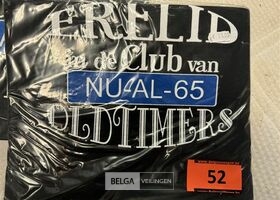 ERELID
in de Club van
NU-AL-65
OLDTIMERS
BELGA VEILINGEN
52